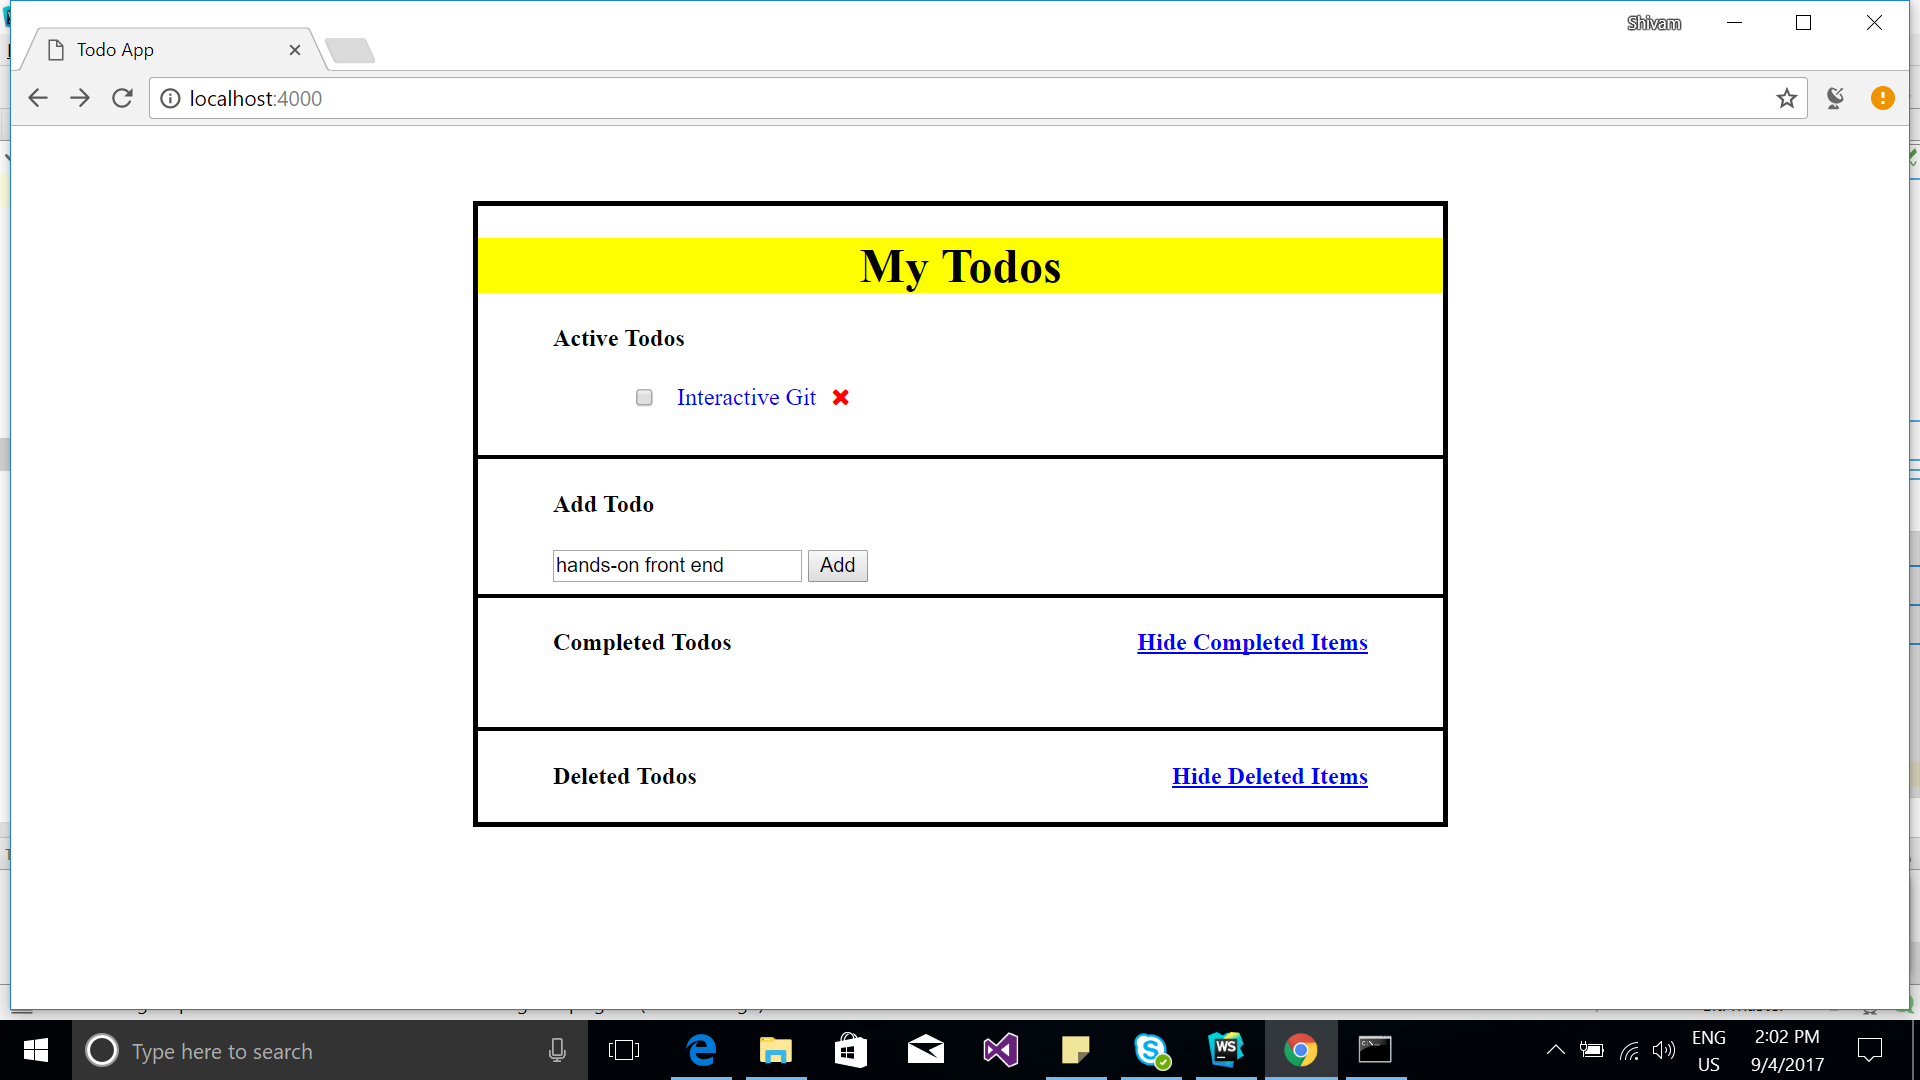 Shivam
Todo App
localhost:4000
My Todos
Active Todos
Interactive Git
Add Todo
hands-on front end Add
Completed Todos Hide Completed Items
Deleted Todos Hide Deleted Items
Type here to search
WS
ENG 2:02 PM
US 9/4/2017